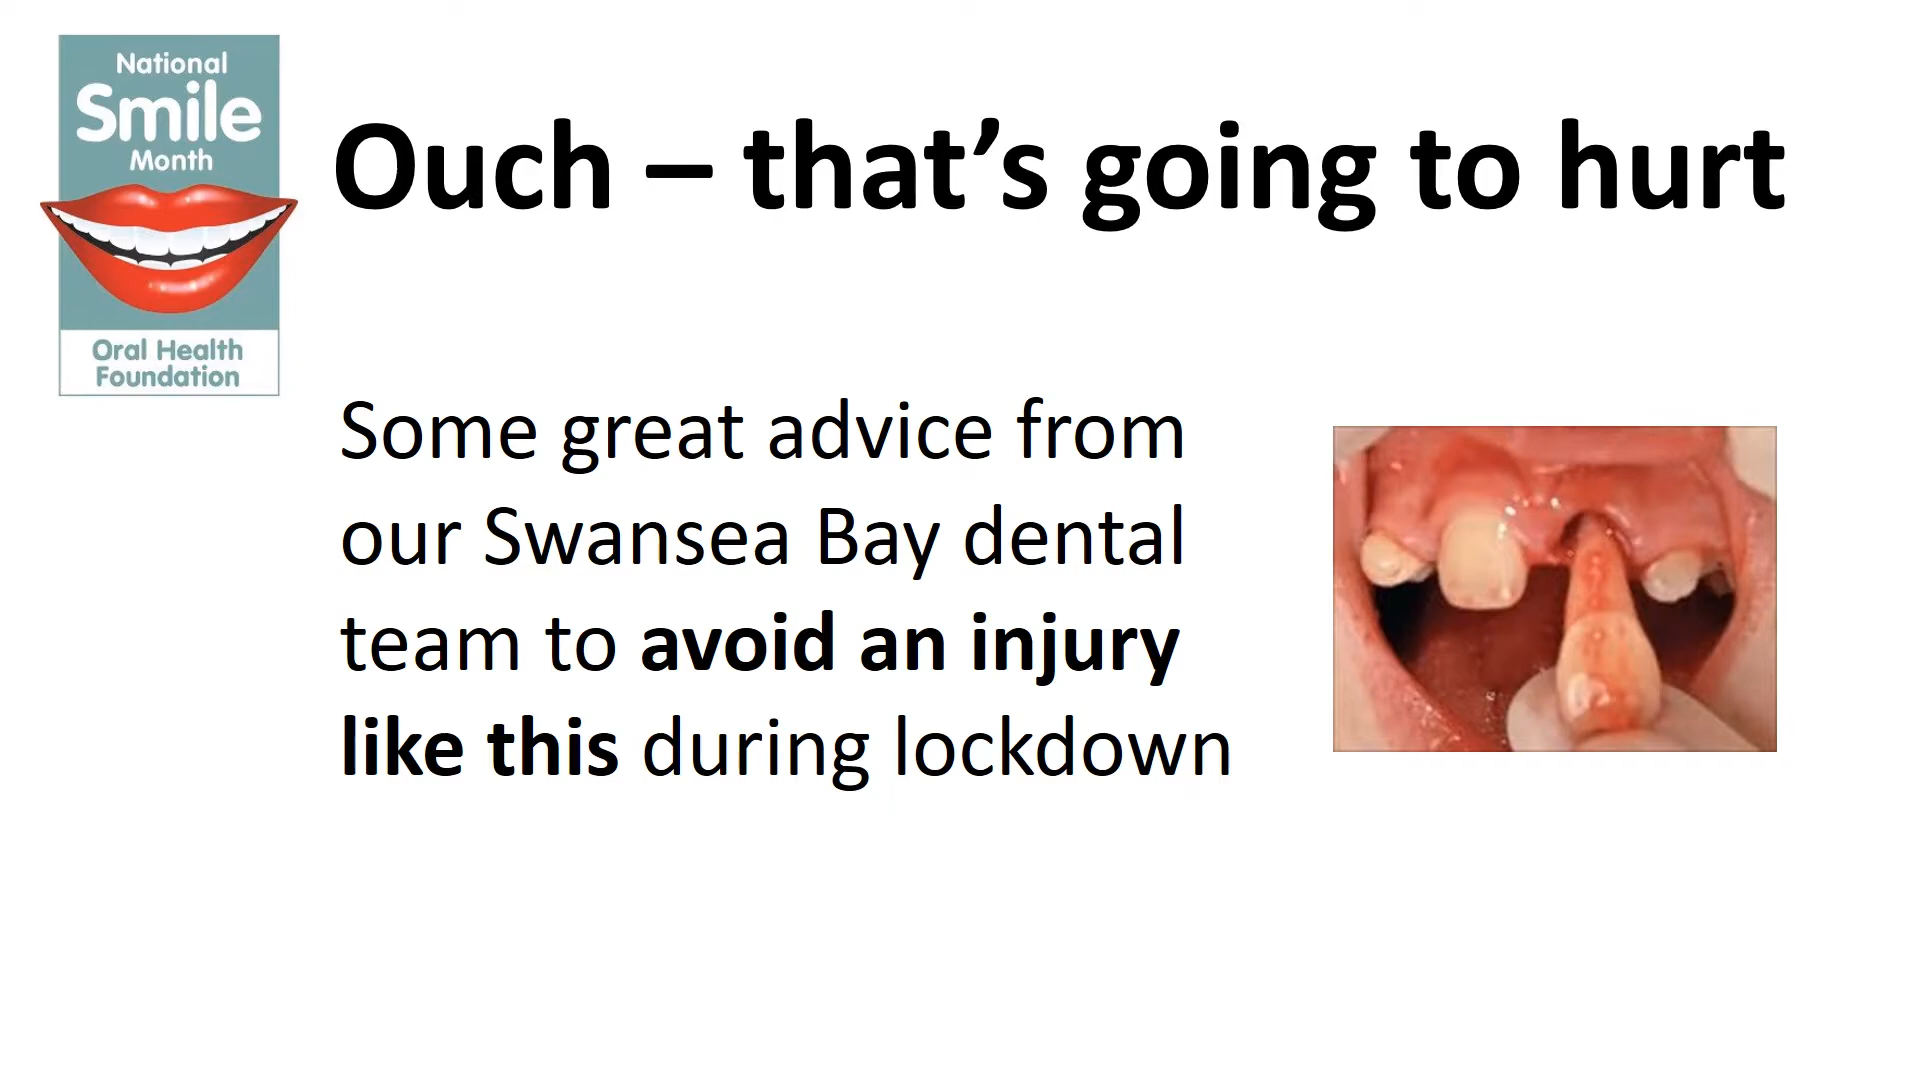 National
Smile
Month
Oral Health
Foundation
Ouch – that’s going to hurt
Some great advice from
our Swansea Bay dental
team to avoid an injury
like this during lockdown